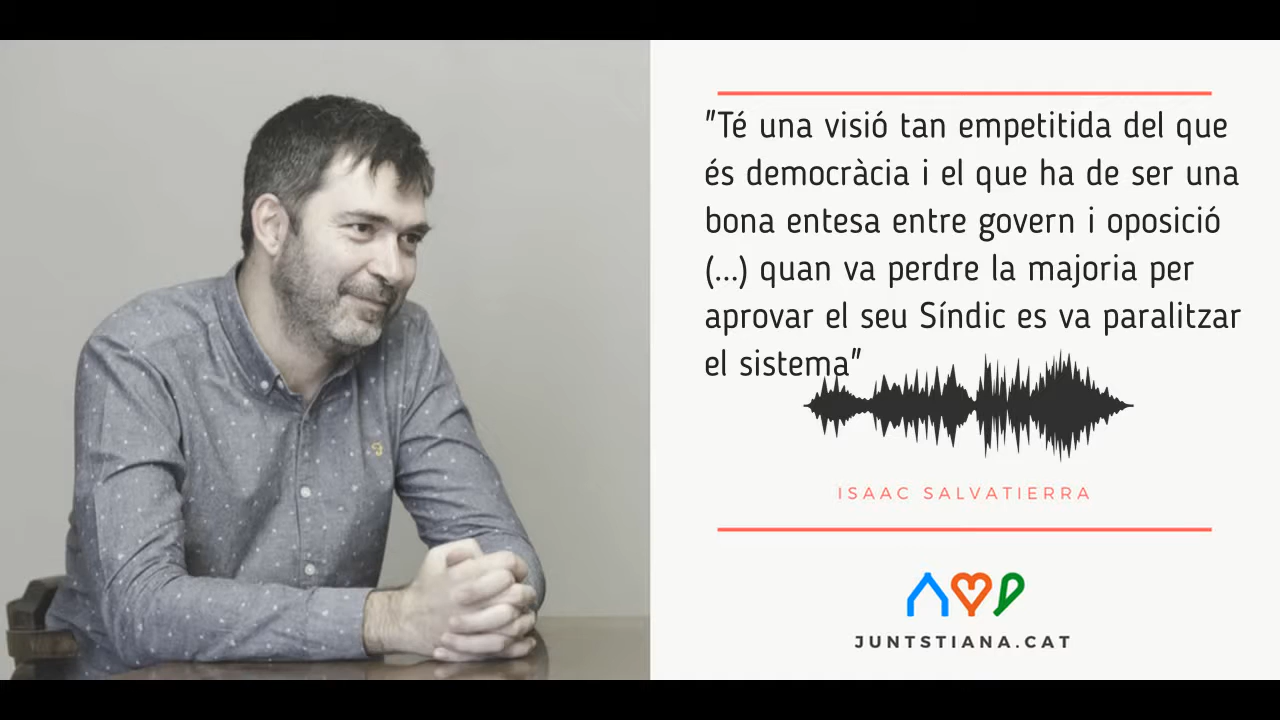 "Té una visió tan empetitida del que
és democràcia i el que ha de ser una
bona entesa entre govern i oposició
(...) quan va perdre la majoria per
aprovar el seu Síndic es va paralitzar
el sistema"
ISAAC SALVATIERRA
JUNTSTIANA.CAT